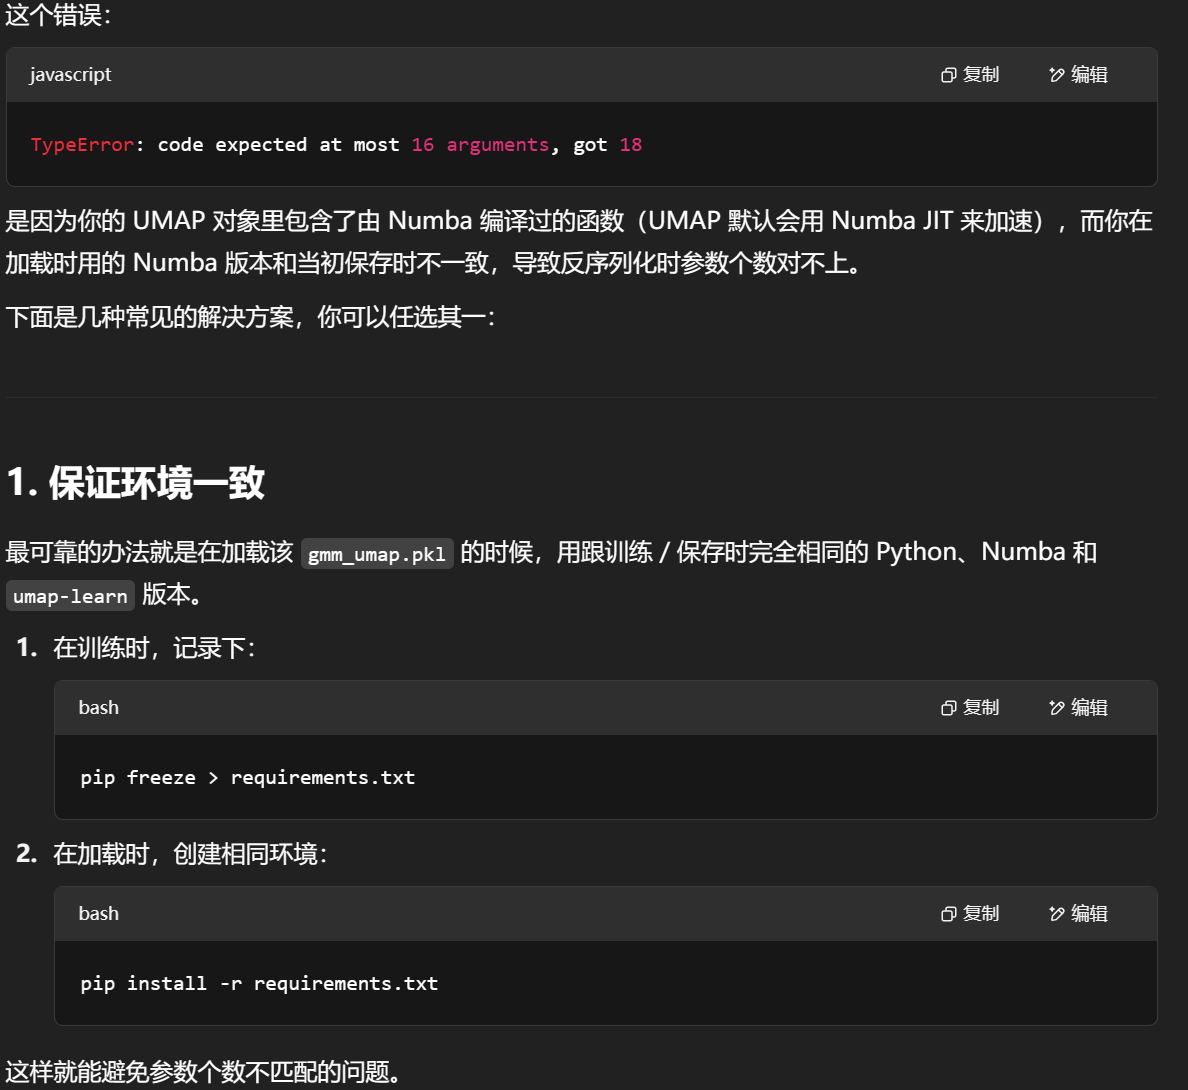 这个错误：
javascript
复制 编辑
TypeError: code expected at most 16 arguments, got 18
是因为你的 UMAP 对象里包含了由 Numba 编译过的函数（UMAP 默认会用 Numba JIT 来加速），而你在
加载时用的 Numba 版本和当初保存时不一致，导致反序列化时参数个数对不上。
下面是几种常见的解决方案，你可以任选其一：
1. 保证环境一致
最可靠的办法就是在加载该 gmm_umap.pkl 的时候，用跟训练 / 保存时完全相同的 Python、Numba 和
umap-learn 版本。
1. 在训练时，记录下：
bash
复制 编辑
pip freeze > requirements.txt
2. 在加载时，创建相同环境：
bash
复制 编辑
pip install -r requirements.txt
这样就能避免参数个数不匹配的问题。